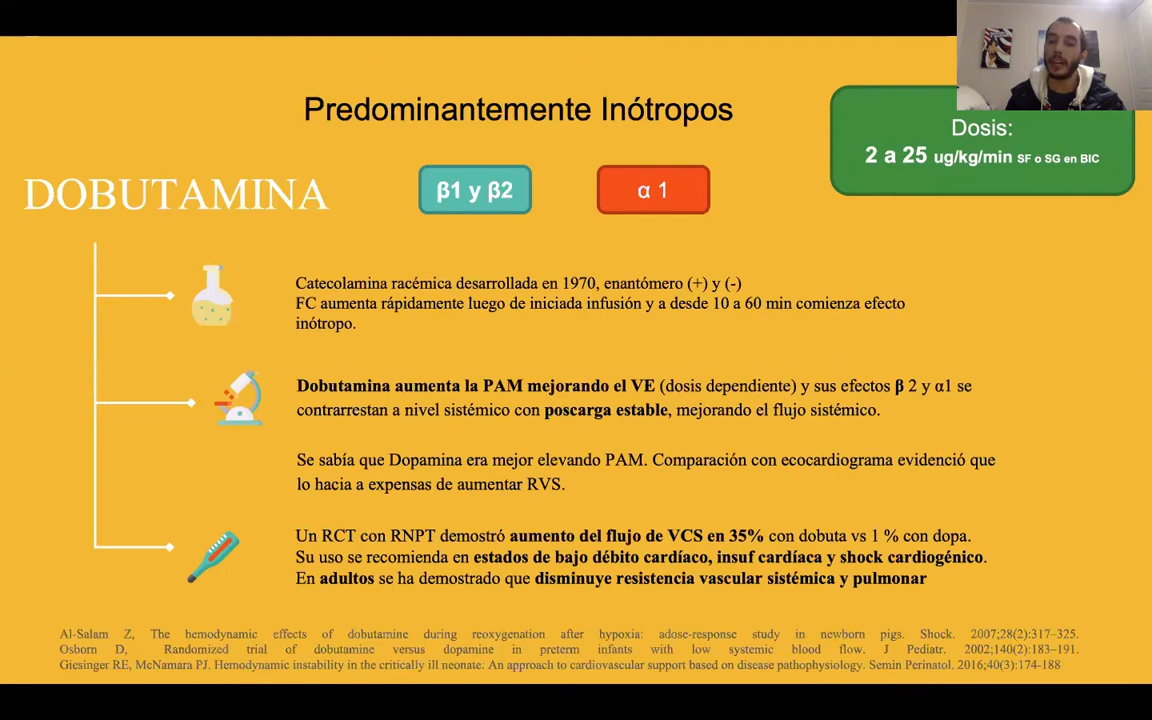 Predominantemente Inótropos
Dosis:
2 a 25 ug/kg/min SF o SG en BIC
DOBUTAMINA
β1 y β2
α 1
Catecolamina racémica desarrollada en 1970, enantómero (+) y (-)
FC aumenta rápidamente luego de iniciada infusión y a desde 10 a 60 min comienza efecto
inótropo.
Dobutamina aumenta la PAM mejorando el VE (dosis dependiente) y sus efectos β 2 y α1 se
contrarrestan a nivel sistémico con poscarga estable, mejorando el flujo sistémico.
Se sabía que Dopamina era mejor elevando PAM. Comparación con ecocardiograma evidenció que
lo hacia a expensas de aumentar RVS.
Un RCT con RNPT demostró aumento del flujo de VCS en 35% con dobuta vs 1 % con dopa.
Su uso se recomienda en estados de bajo débito cardíaco, insuf cardíaca y shock cardiogénico.
En adultos se ha demostrado que disminuye resistencia vascular sistémica y pulmonar
Al-Salam Z, The hemodynamic effects of dobutamine during reoxygenation after hypoxia: adose-response study in newborn pigs. Shock. 2007;28(2):317–325.
Osborn D, Randomized trial of dobutamine versus dopamine in preterm infants with low systemic blood flow. J Pediatr. 2002;140(2):183–191.
Giesinger RE, McNamara PJ. Hemodynamic instability in the critically ill neonate: An approach to cardiovascular support based on disease pathophysiology. Semin Perinatol. 2016;40(3):174-188